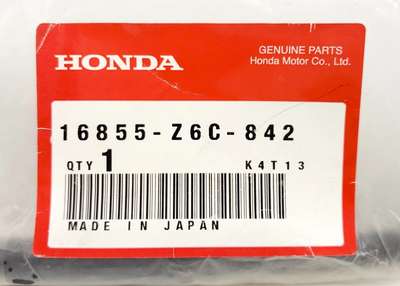 HONDA
GENUINE PARTS
Honda Motor Co., Ltd.
16855-Z6C-842
QTY 1 K4T13
MADE IN JAPAN